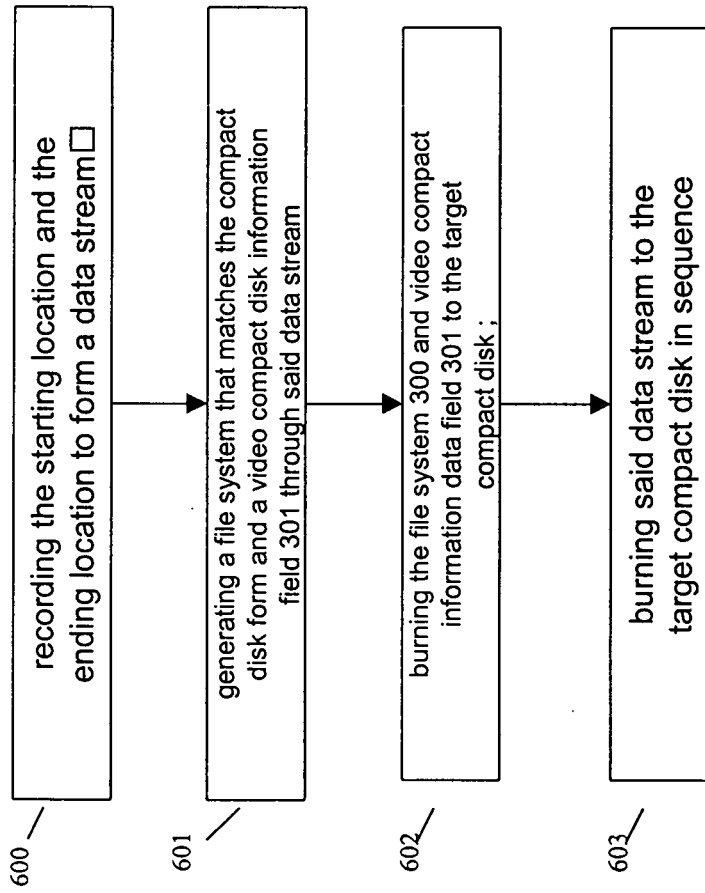 600
recording the starting location and the
ending location to form a data stream□
601
generating a file system that matches the compact
disk form and a video compact disk information
field 301 through said data stream
602
burning the file system 300 and video compact
information data field 301 to the target
compact disk ;
603
burning said data stream to the
target compact disk in sequence